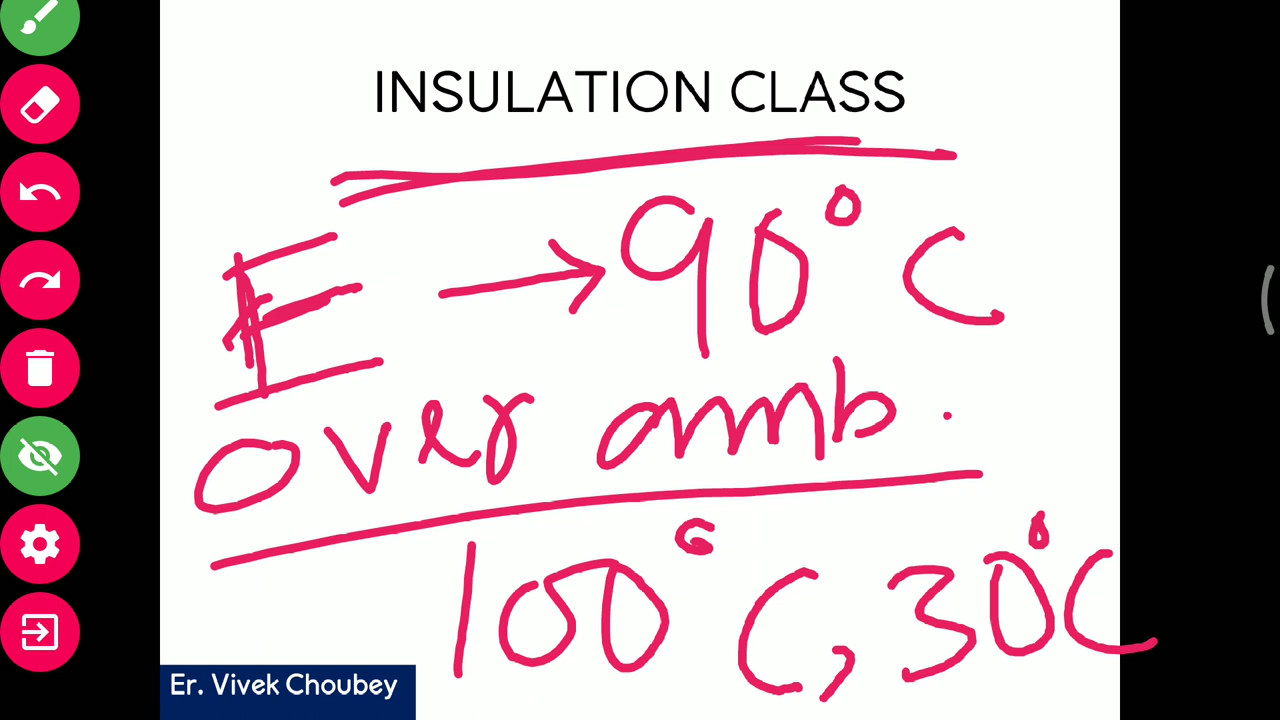 INSULATION CLASS
E → 90°C
over amb.
100°C, 30°C
Er. Vivek Choubey